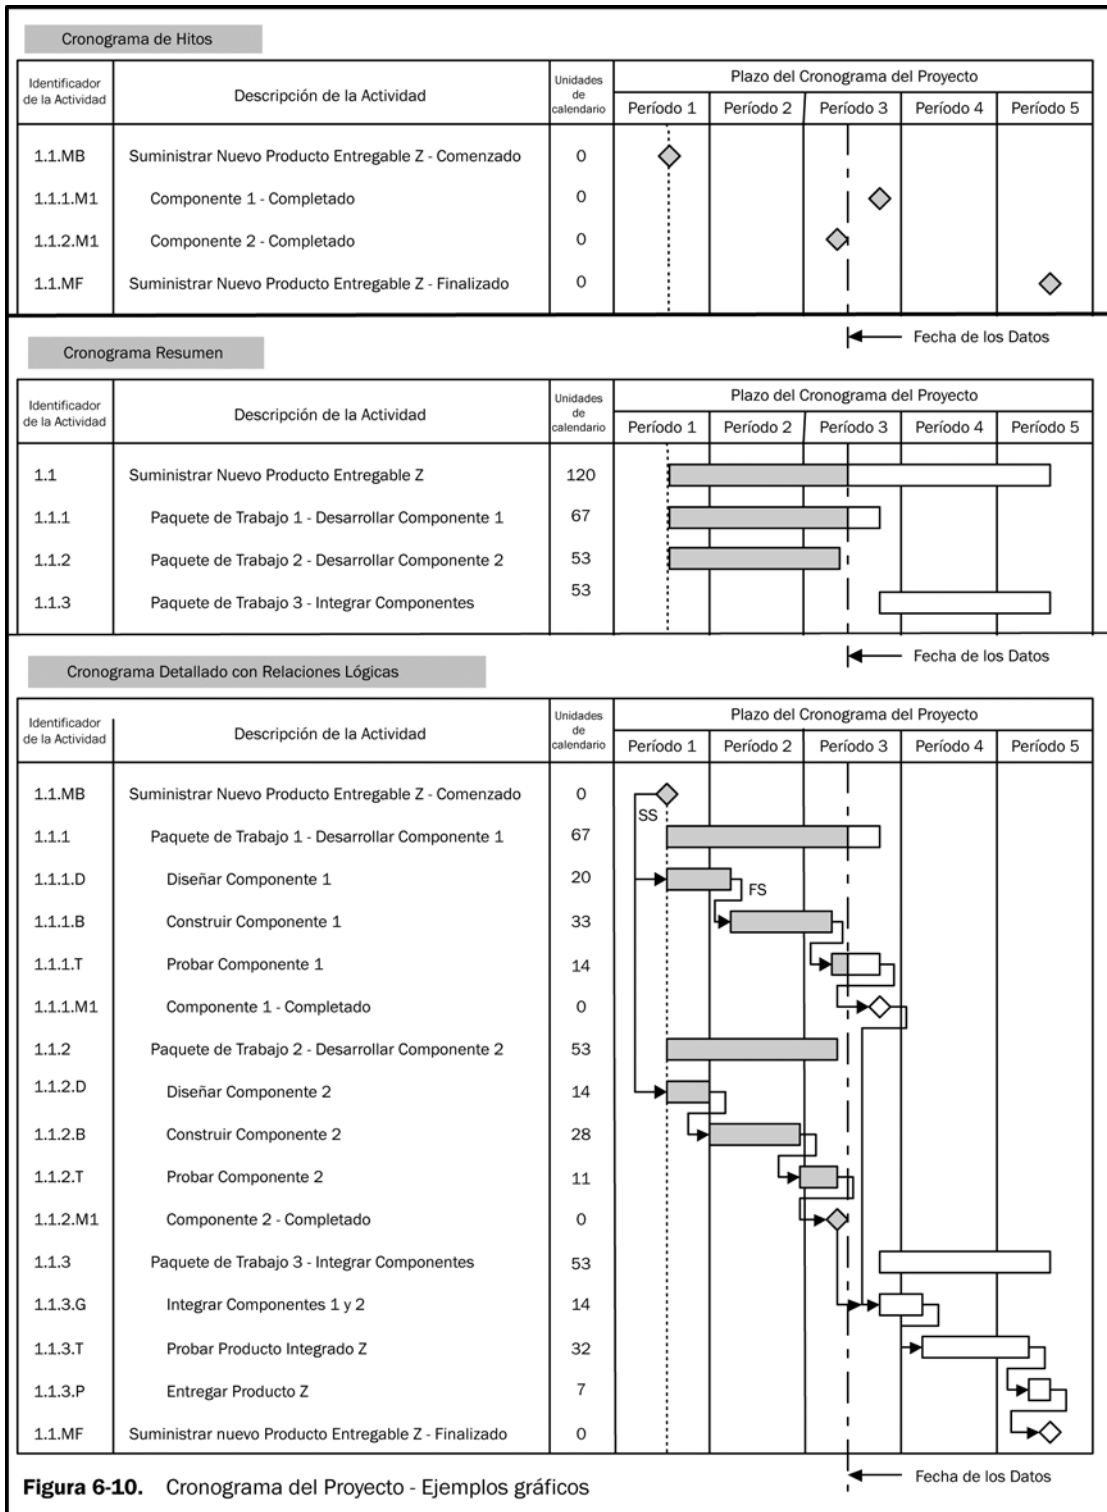 Cronograma de Hitos
Identificador de la Actividad Descripción de la Actividad Unidades de calendario Plazo del Cronograma del Proyecto
Período 1 Período 2 Período 3 Período 4 Período 5
1.1.MB Suministrar Nuevo Producto Entregable Z - Comenzado 0
1.1.1.M1 Componente 1 - Completado 0
1.1.2.M1 Componente 2 - Completado 0
1.1.MF Suministrar Nuevo Producto Entregable Z - Finalizado 0
Fecha de los Datos
Cronograma Resumen
Identificador de la Actividad Descripción de la Actividad Unidades de calendario Plazo del Cronograma del Proyecto
Período 1 Período 2 Período 3 Período 4 Período 5
1.1 Suministrar Nuevo Producto Entregable Z 120
1.1.1 Paquete de Trabajo 1 - Desarrollar Componente 1 67
1.1.2 Paquete de Trabajo 2 - Desarrollar Componente 2 53
1.1.3 Paquete de Trabajo 3 - Integrar Componentes 53
Fecha de los Datos
Cronograma Detallado con Relaciones Lógicas
Identificador de la Actividad Descripción de la Actividad Unidades de calendario Plazo del Cronograma del Proyecto
Período 1 Período 2 Período 3 Período 4 Período 5
1.1.MB Suministrar Nuevo Producto Entregable Z - Comenzado 0
SS
1.1.1 Paquete de Trabajo 1 - Desarrollar Componente 1 67
1.1.1.D Diseñar Componente 1 20
FS
1.1.1.B Construir Componente 1 33
1.1.1.T Probar Componente 1 14
1.1.1.M1 Componente 1 - Completado 0
1.1.2 Paquete de Trabajo 2 - Desarrollar Componente 2 53
1.1.2.D Diseñar Componente 2 14
1.1.2.B Construir Componente 2 28
1.1.2.T Probar Componente 2 11
1.1.2.M1 Componente 2 - Completado 0
1.1.3 Paquete de Trabajo 3 - Integrar Componentes 53
1.1.3.G Integrar Componentes 1 y 2 14
1.1.3.T Probar Producto Integrado Z 32
1.1.3.P Entregar Producto Z 7
1.1.MF Suministrar nuevo Producto Entregable Z - Finalizado 0
Fecha de los Datos
Figura 6-10. Cronograma del Proyecto - Ejemplos gráficos